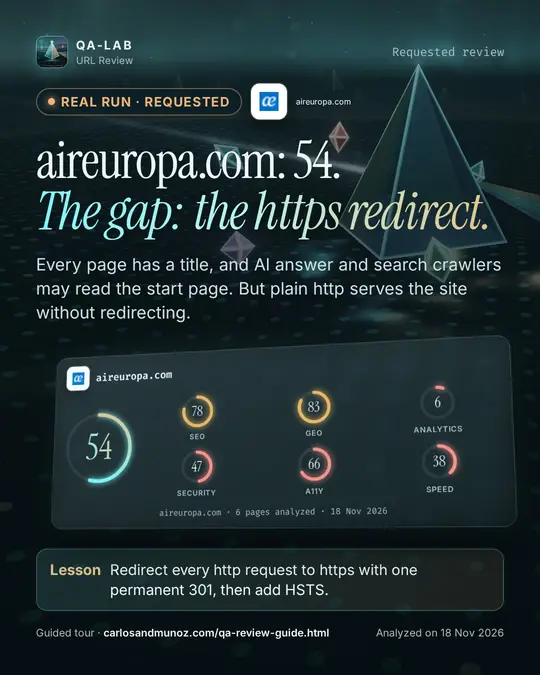 QA-LAB
URL Review
Requested review
REAL RUN · REQUESTED
æ
aireuropa.com
aireuropa.com: 54.
The gap: the https redirect.
Every page has a title, and AI answer and search crawlers
may read the start page. But plain http serves the site
without redirecting.
æ
aireuropa.com
54
78
SEO
83
GEO
6
ANALYTICS
47
SECURITY
66
A11Y
38
SPEED
aireuropa.com · 6 pages analyzed · 18 Nov 2026
Lesson Redirect every http request to https with one
permanent 301, then add HSTS.
Guided tour · carlosandmunoz.com/qa-review-guide.html
Analyzed on 18 Nov 2026